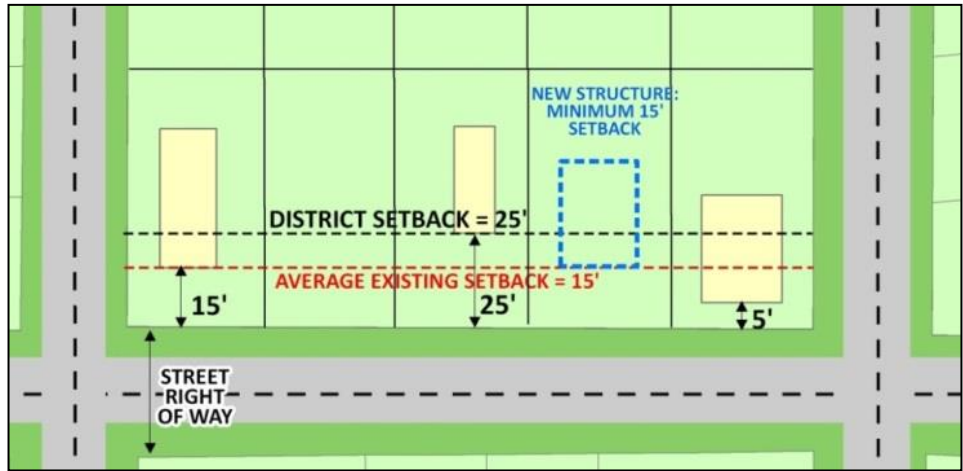 NEW STRUCTURE:
MINIMUM 15'
SETBACK
DISTRICT SETBACK = 25'
AVERAGE EXISTING SETBACK = 15'
15'
25'
5'
STREET
RIGHT
OF WAY